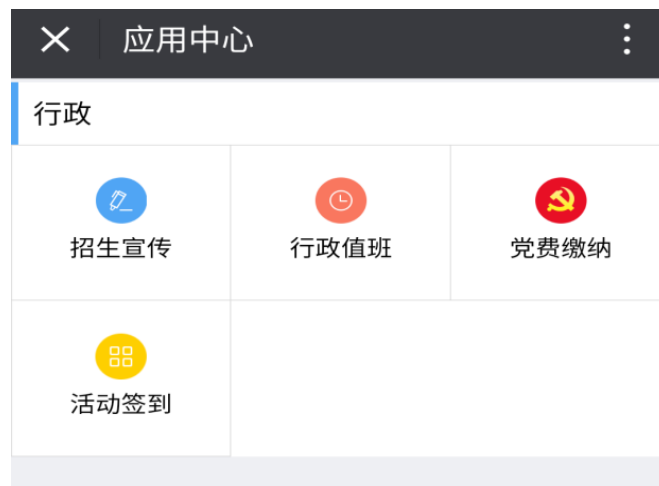 应用中心
行政
招生宣传
行政值班
党费缴纳
活动签到